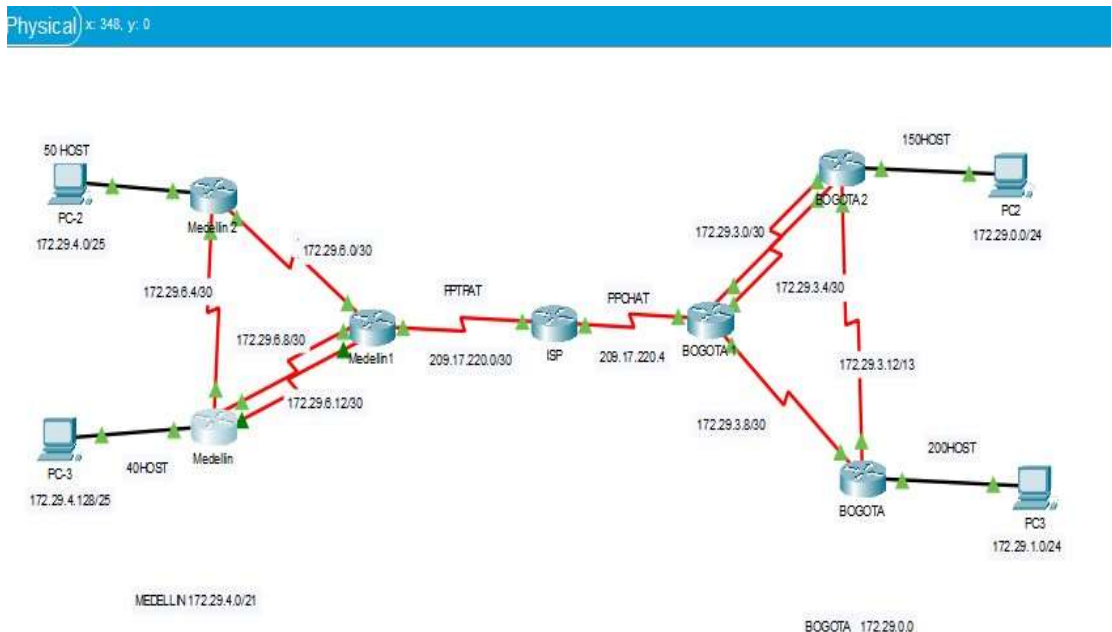 Physical x: 348, y: 0
50 HOST
PC-2
172.29.4.0/25
Medellin 2
172.29.6.0/30
172.29.6.4/30
172.29.6.8/30
Medellin1
172.29.6.12/30
PC-3
40HOST
172.29.4.128/25
Medellin
MEDELLIN 172.29.4.0/21
PPTPAT
209.17.220.0/30
ISP
PPCHAT
209.17.220.4
BOGOTA 1
172.29.3.0/30
BOGOTA 2
150HOST
PC2
172.29.0.0/24
172.29.3.4/30
172.29.3.12/13
172.29.3.8/30
BOGOTA
200HOST
PC3
172.29.1.0/24
BOGOTA 172.29.0.0